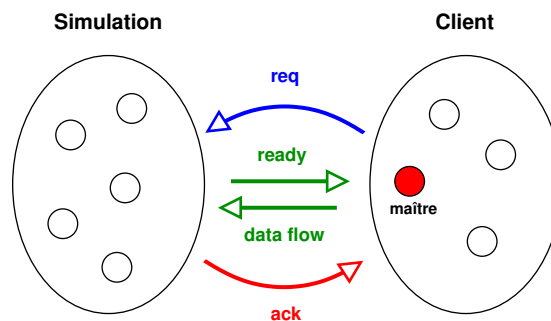 Simulation
Client
req
ready
maître
data flow
ack